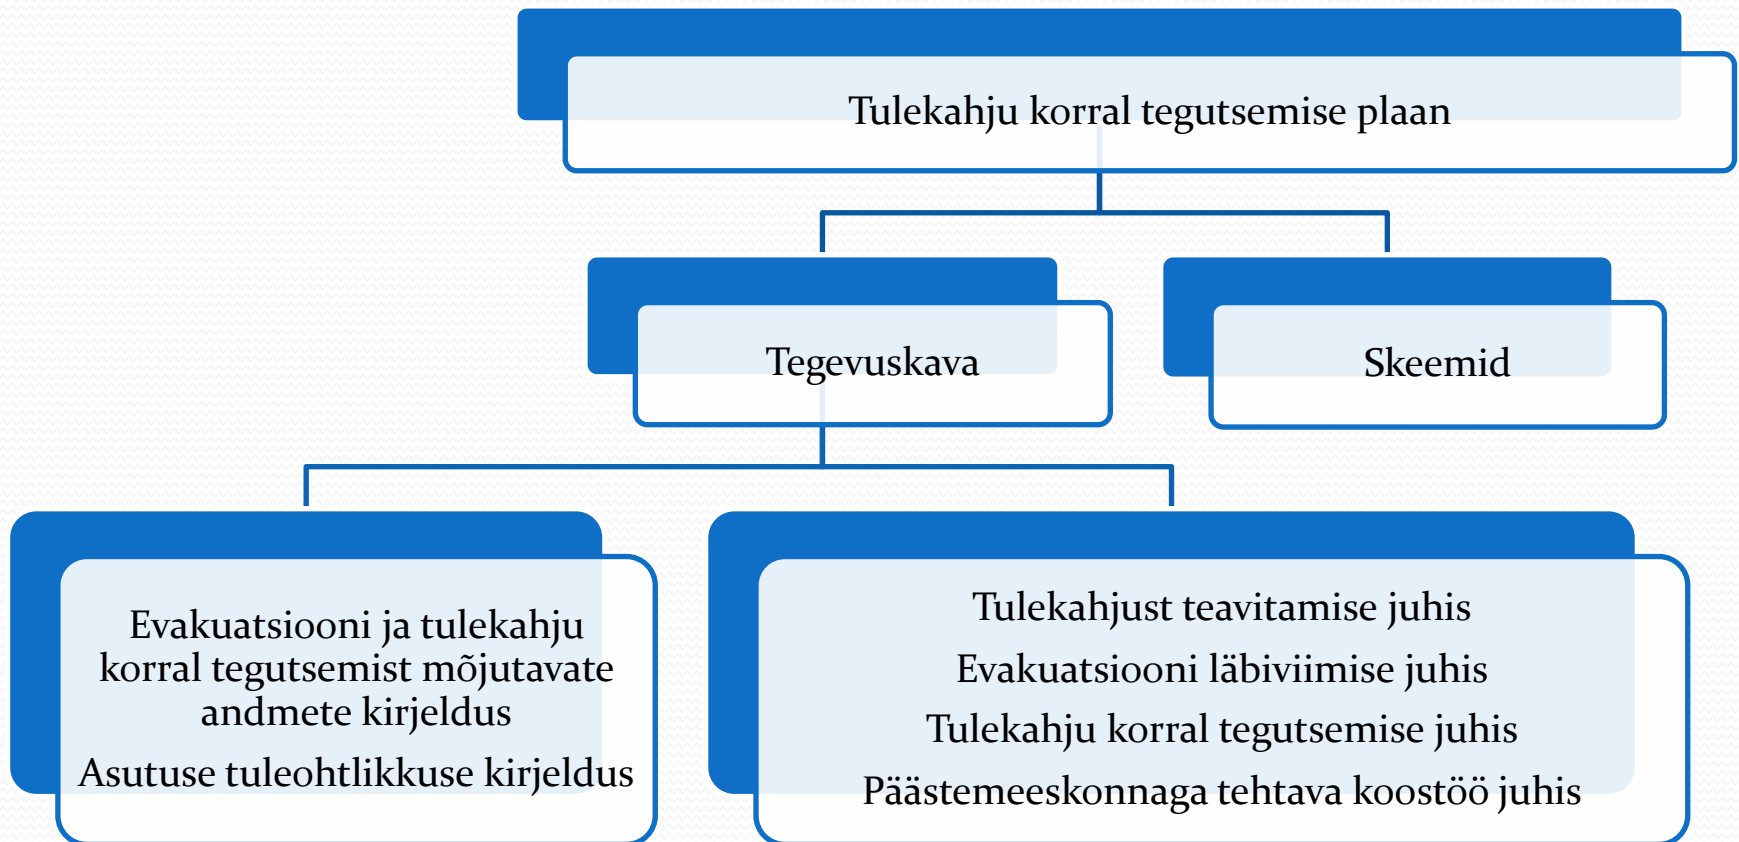 Tulekahju korral tegutsemise plaan
Tegevuskava
Skeemid
Evakuatsiooni ja tulekahju
korral tegutsemist mõjutavate
andmete kirjeldus
Asutuse tuleohtlikkuse kirjeldus
Tulekahjust teavitamise juhis
Evakuatsiooni läbiviimise juhis
Tulekahju korral tegutsemise juhis
Päästemeeskonnaga tehtava koostöö juhis